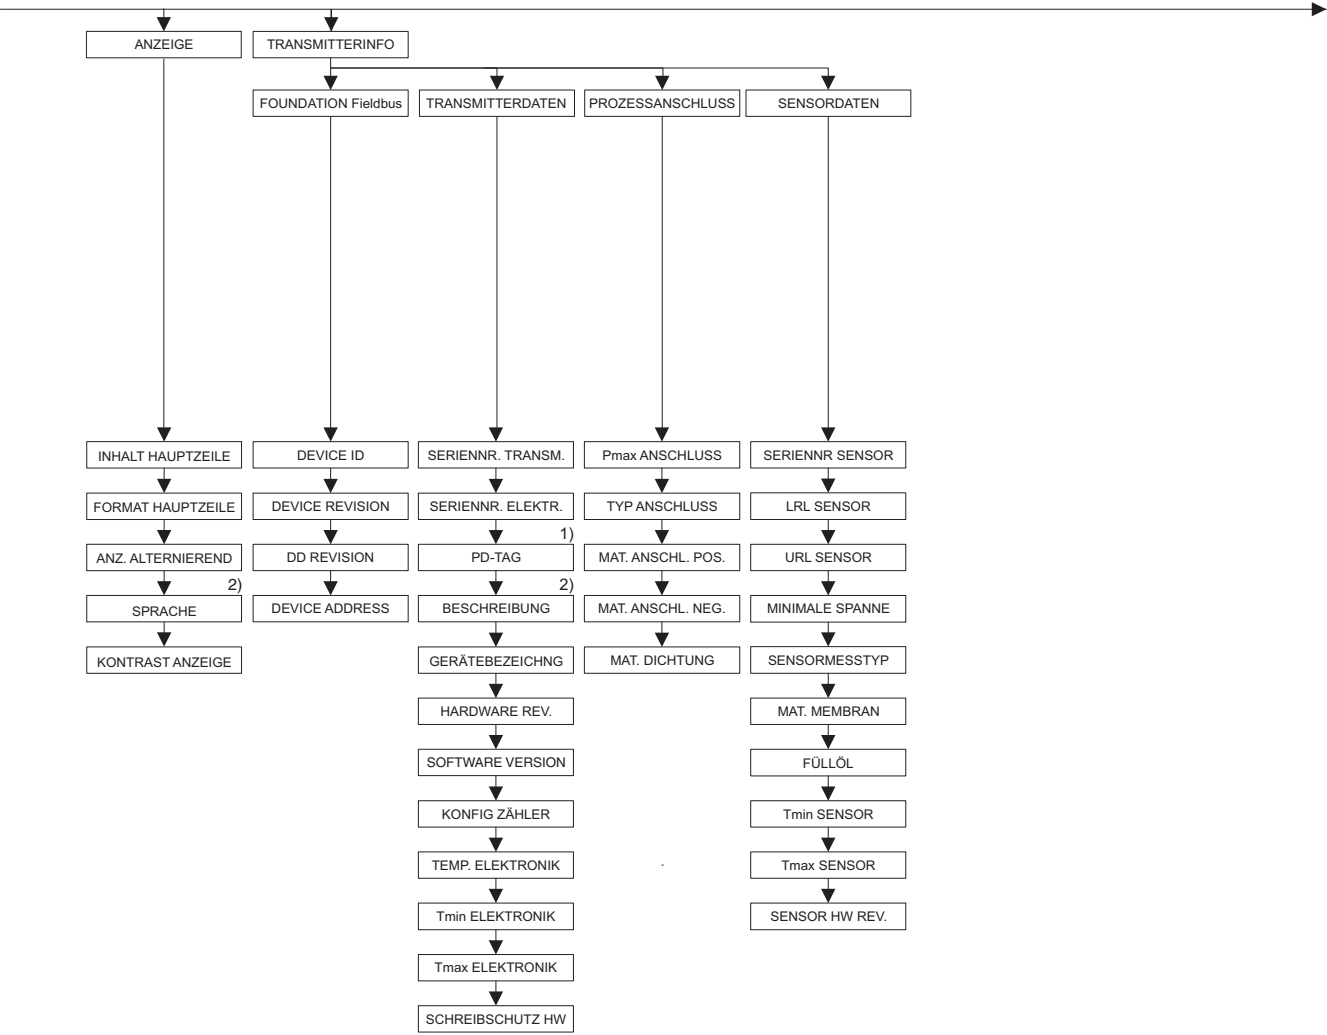 ANZEIGE
TRANSMITTERINFO
FOUNDATION Fieldbus
TRANSMITTERDATEN
PROZESSANSCHLUSS
SENSORDATEN
INHALT HAUPTZEILE
DEVICE ID
SERIENNR. TRANSM.
Pmax ANSCHLUSS
SERIENNR SENSOR
FORMAT HAUPTZEILE
DEVICE REVISION
SERIENNR. ELEKTR.
TYP ANSCHLUSS
LRL SENSOR
1)
ANZ. ALTERNIEREND
DD REVISION
PD-TAG
MAT. ANSCHL. POS.
URL SENSOR
2)
2)
SPRACHE
DEVICE ADDRESS
BESCHREIBUNG
MAT. ANSCHL. NEG.
MINIMALE SPANNE
KONTRAST ANZEIGE
GERÄTEBEZEICHNG
MAT. DICHTUNG
SENSORMESSTYP
HARDWARE REV.
MAT. MEMBRAN
SOFTWARE VERSION
FÜLLÖL
KONFIG ZÄHLER
Tmin SENSOR
TEMP. ELEKTRONIK
Tmax SENSOR
Tmin ELEKTRONIK
SENSOR HW REV.
Tmax ELEKTRONIK
SCHREIBSCHUTZ HW